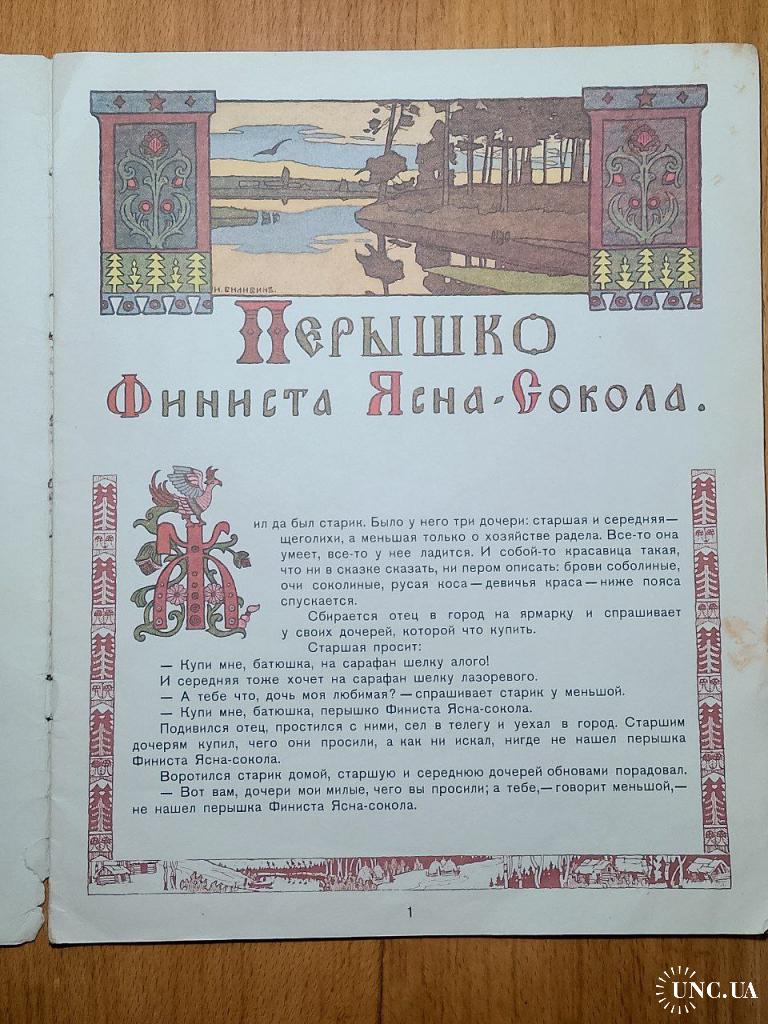 И. БИЛИБИНЪ.
Перышко
Финиста Ясна-Сокола.
Жил да был старик. Было у него три дочери: старшая и середняя—
щеголихи, а меньшая только о хозяйстве радела. Все-то она
умеет, все-то у нее ладится. И собой-то красавица такая,
что ни в сказке сказать, ни пером описать: брови соболиные,
очи соколиные, русая коса — девичья краса — ниже пояса
спускается.
Сбирается отец в город на ярмарку и спрашивает
у своих дочерей, которой что купить.
Старшая просит:
— Купи мне, батюшка, на сарафан шелку алого!
И середняя тоже хочет на сарафан шелку лазоревого.
— А тебе что, дочь моя любимая? — спрашивает старик у меньшой.
— Купи мне, батюшка, перышко Финиста Ясна-сокола.
Подивился отец, простился с ними, сел в телегу и уехал в город. Старшим
дочерям купил, чего они просили, а как ни искал, нигде не нашел перышка
Финиста Ясна-сокола.
Воротился старик домой, старшую и середнюю дочерей обновами порадовал.
— Вот вам, дочери мои милые, чего вы просили; а тебе,— говорит меньшой,—
не нашел перышка Финиста Ясна-сокола.
1
UNC.UA